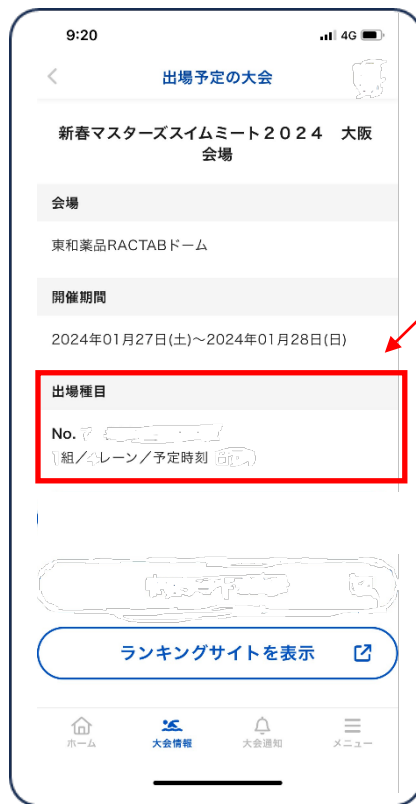 9:20
4G
出場予定の大会
新春マスターズスイムミート2024 大阪
会場
会場
東和薬品RACTABドーム
開催期間
2024年01月27日(土)～2024年01月28日(日)
出場種目
No.
組/ レーン/予定時刻
ランキングサイトを表示
ホーム 大会情報 大会通知 メニュー